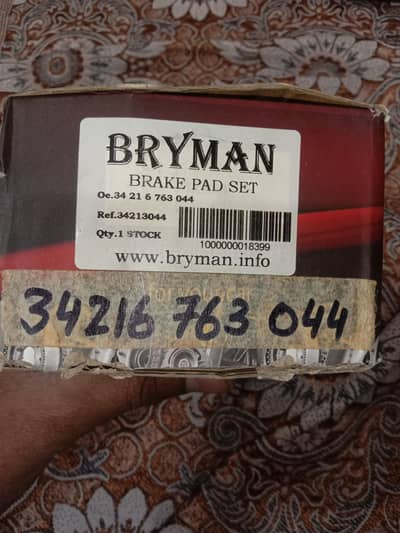 BRYMAN
BRAKE PAD SET
Oe.34 21 6 763 044
Ref.34213044
Qty.1 STOCK
1000000018399
www.bryman.info
34216 763 044